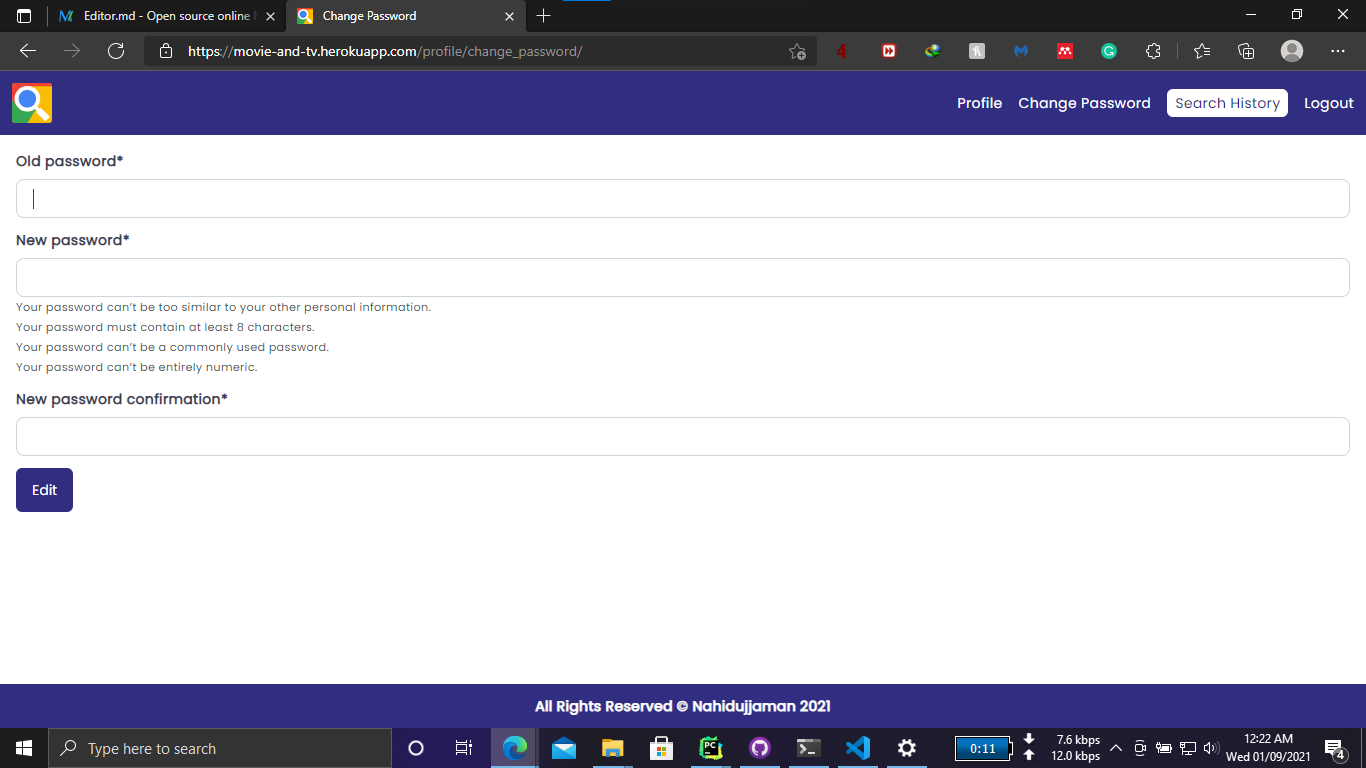 Editor.md - Open source online
Change Password
https://movie-and-tv.herokuapp.com/profile/change_password/
Profile
Change Password
Search History
Logout
Old password*
New password*
Your password can’t be too similar to your other personal information.
Your password must contain at least 8 characters.
Your password can’t be a commonly used password.
Your password can’t be entirely numeric.
New password confirmation*
Edit
All Rights Reserved © Nahidujjaman 2021
Type here to search
PC
0:11
7.6 kbps
12.0 kbps
12:22 AM
Wed 01/09/2021
4